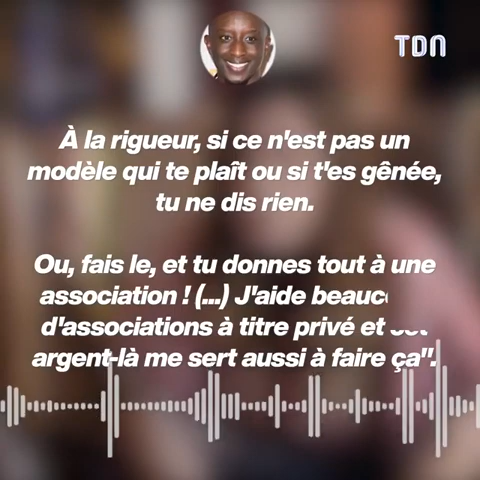 TDN
À la rigueur, si ce n'est pas un
modèle qui te plaît ou si t'es gênée,
tu ne dis rien.
Ou, fais le, et tu donnes tout à une
association ! (...) J'aide
d'associations à titre privé et
argent-là me sert aussi à faire ça".